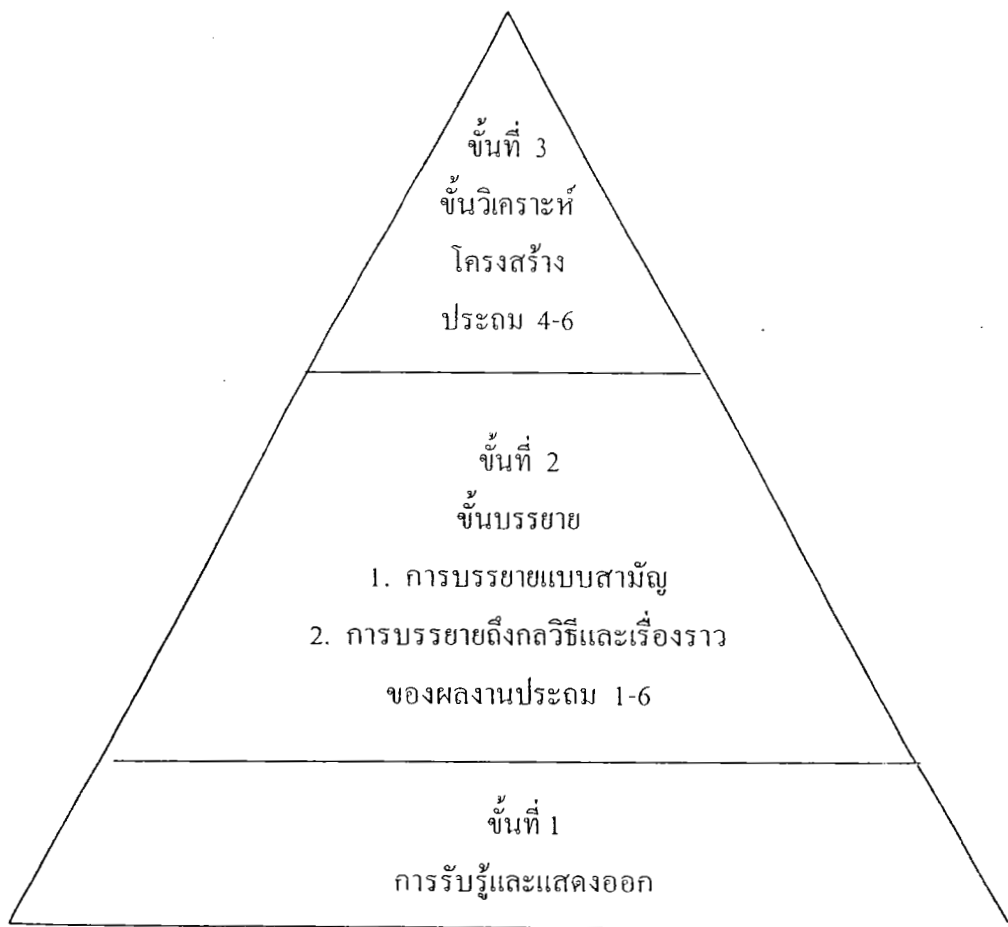 ขั้นที่ 3
ขั้นวิเคราะห์
โครงสร้าง
ประถม 4-6
ขั้นที่ 2
ขั้นบรรยาย
1. การบรรยายแบบสามัญ
2. การบรรยายถึงกลวิธีและเรื่องราว
ของผลงานประถม 1-6
ขั้นที่ 1
การรับรู้และแสดงออก